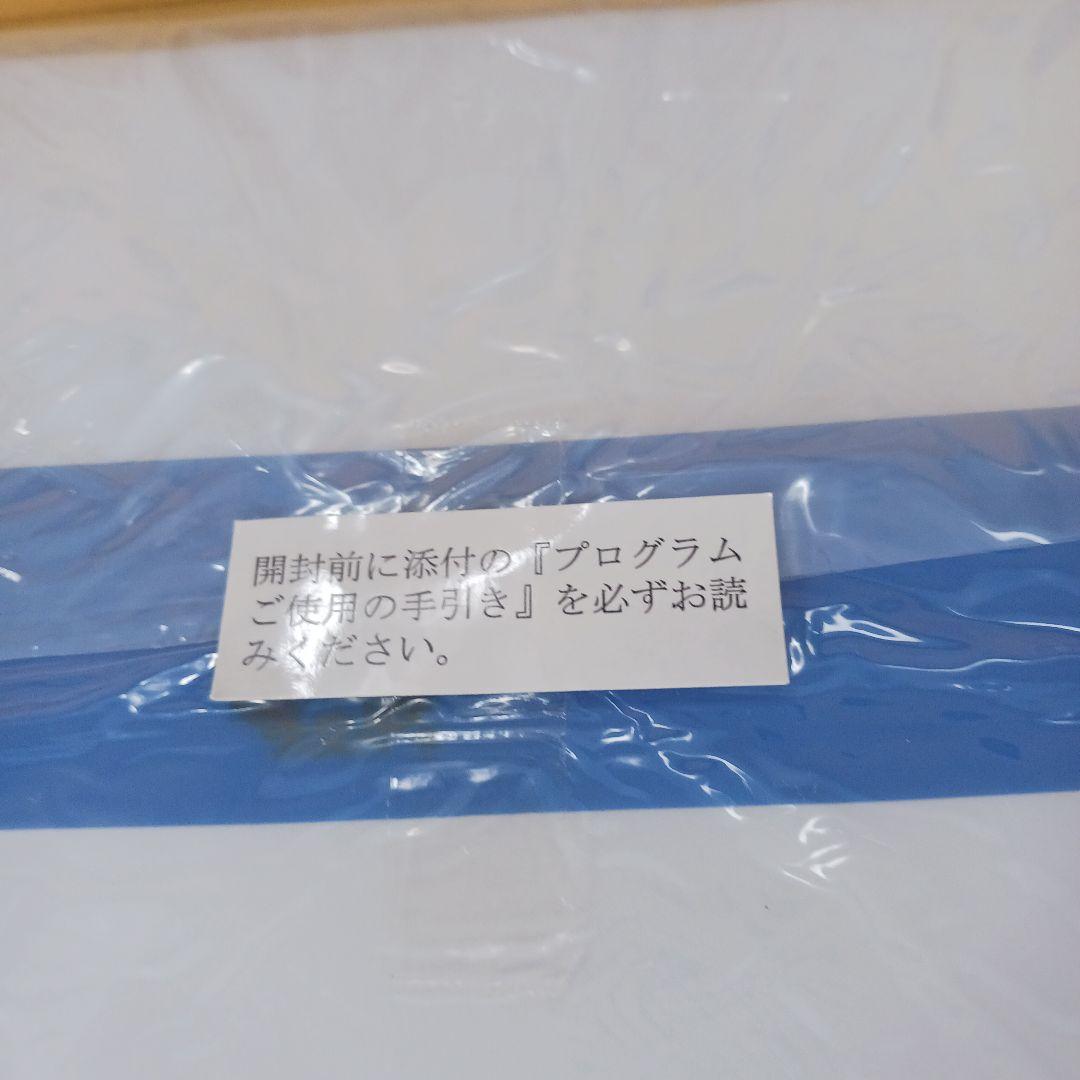 開封前に添付の『プログラム
ご使用の手引き』を必ずお読
みください。